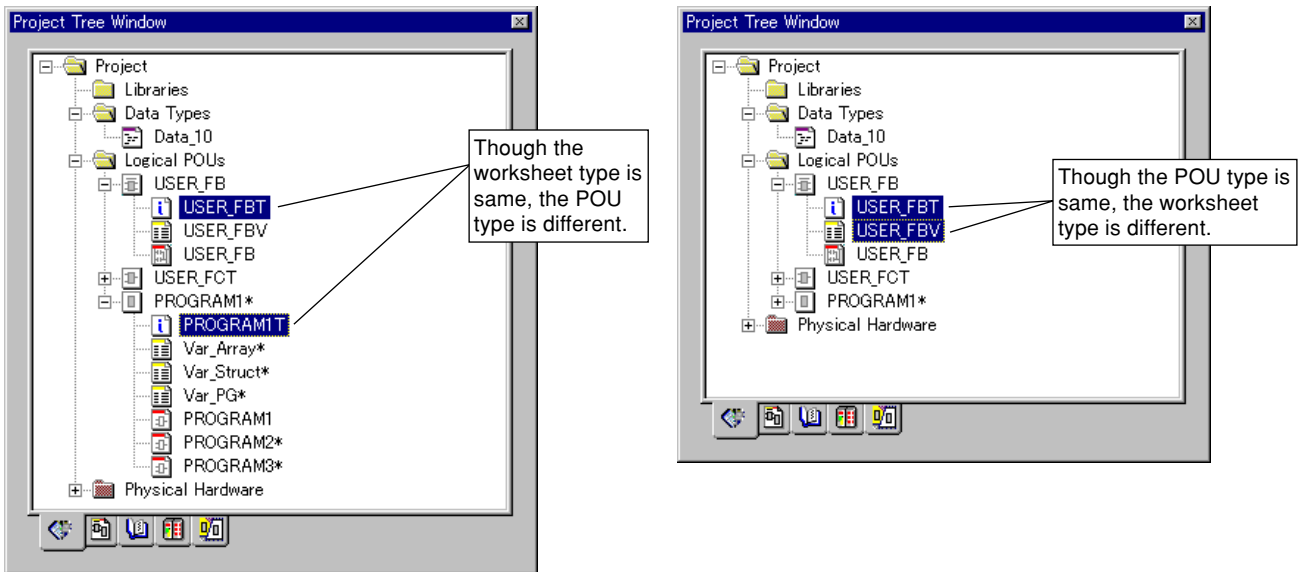 Project Tree Window
Project
Libraries
Data Types
Data_10
Logical POUs
USER_FB
USER_FBT
USER_FBV
USER_FB
USER_FCT
PROGRAM1*
PROGRAM1T
Var_Array*
Var_Struct*
Var_PG*
PROGRAM1
PROGRAM2*
PROGRAM3*
Physical Hardware
Though the
worksheet type is
same, the POU
type is different.
Project Tree Window
Project
Libraries
Data Types
Data_10
Logical POUs
USER_FB
USER_FBT
USER_FBV
USER_FB
USER_FCT
PROGRAM1*
Physical Hardware
Though the POU type is
same, the worksheet
type is different.